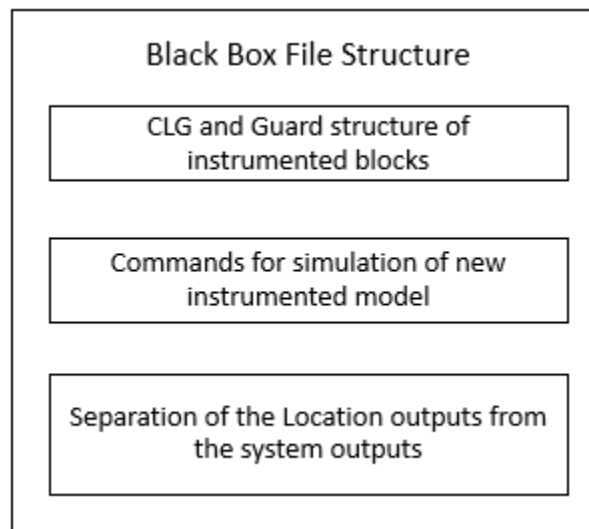 Black Box File Structure
CLG and Guard structure of
instrumented blocks
Commands for simulation of new
instrumented model
Separation of the Location outputs from
the system outputs